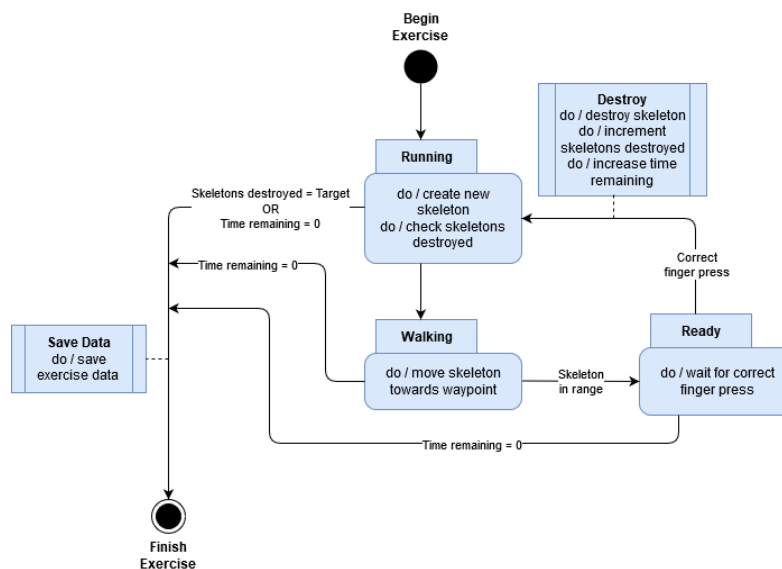 Begin
Exercise
Destroy
do / destroy skeleton
do / increment
skeletons destroyed
do / increase time
remaining
Running
do / create new
skeleton
do / check skeletons
destroyed
Skeletons destroyed = Target
OR
Time remaining = 0
Correct
finger press
Time remaining = 0
Save Data
do / save
exercise data
Walking
do / move skeleton
towards waypoint
Skeleton
in range
Ready
do / wait for correct
finger press
Time remaining = 0
Finish
Exercise